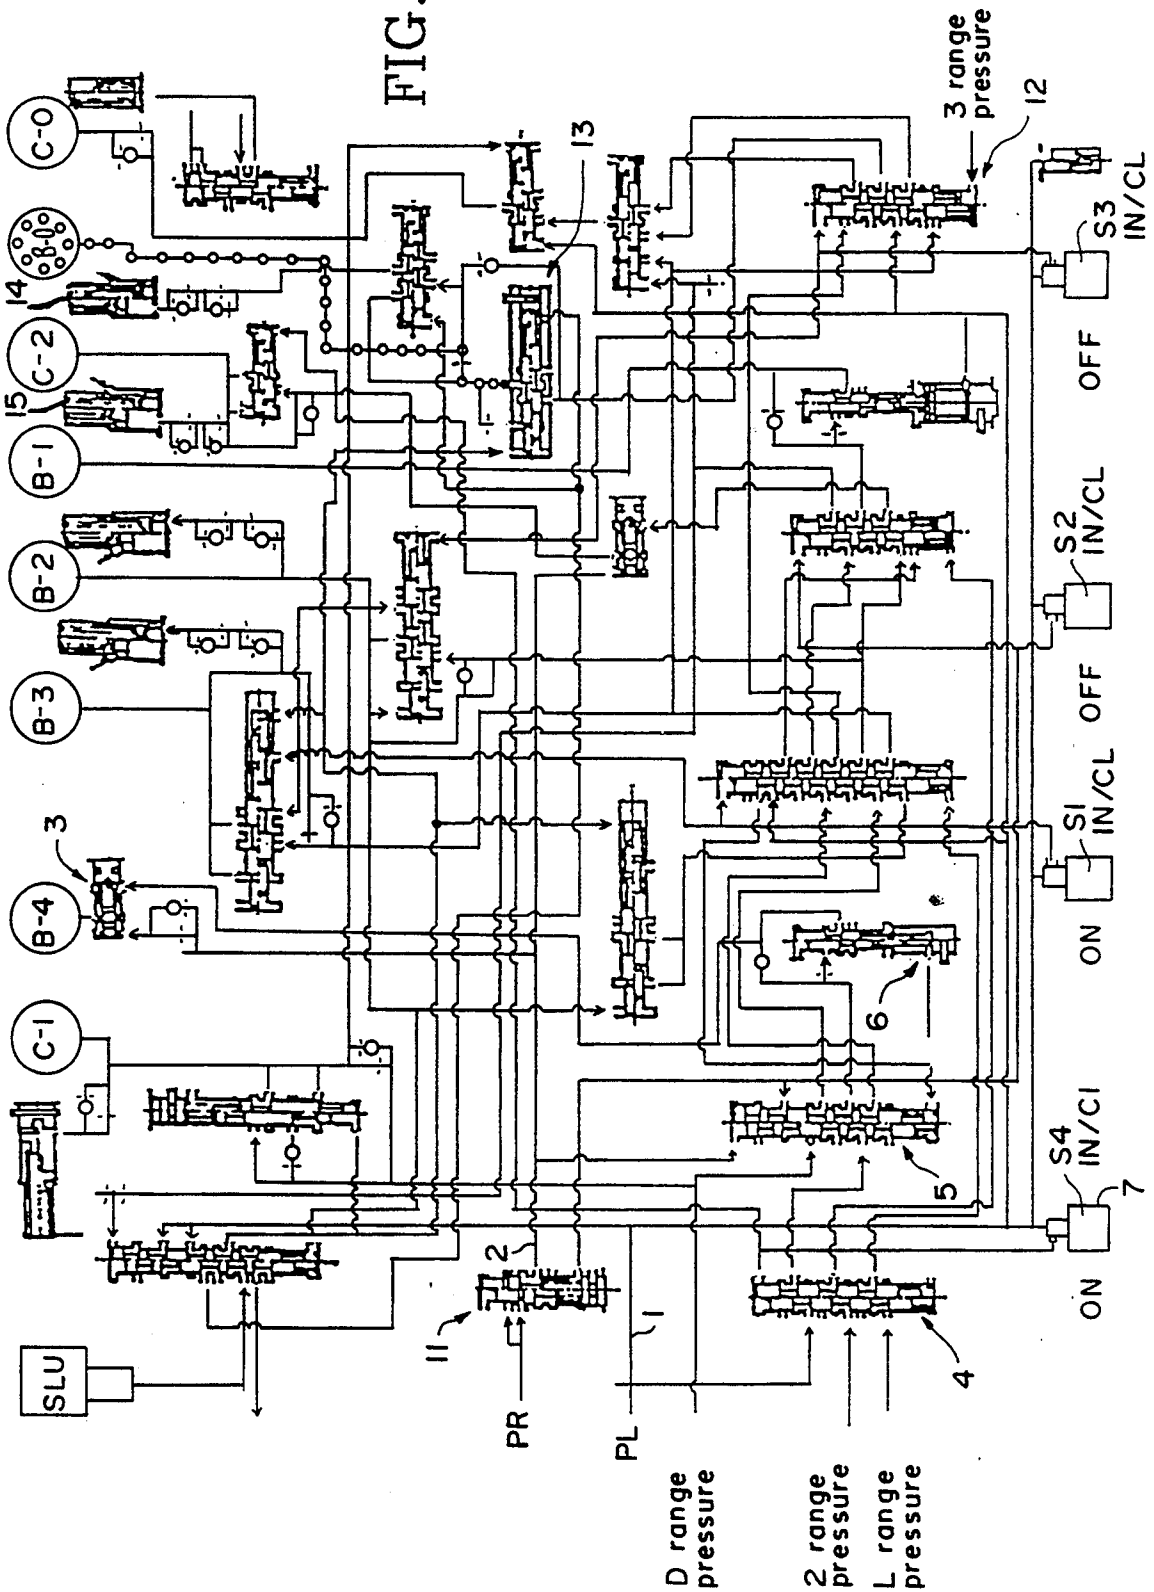 FIG.
C-1
B-4
B-3
B-2
B-1
C-2
B-0
C-0
3
15
14
SLU
11
2
13
PR
PL
1
D range
pressure
2 range
pressure
L range
pressure
4
5
6
12
3 range
pressure
S4
IN/Cl
7
S1
IN/CL
S2
IN/CL
S3
IN/CL
ON
ON
OFF
OFF